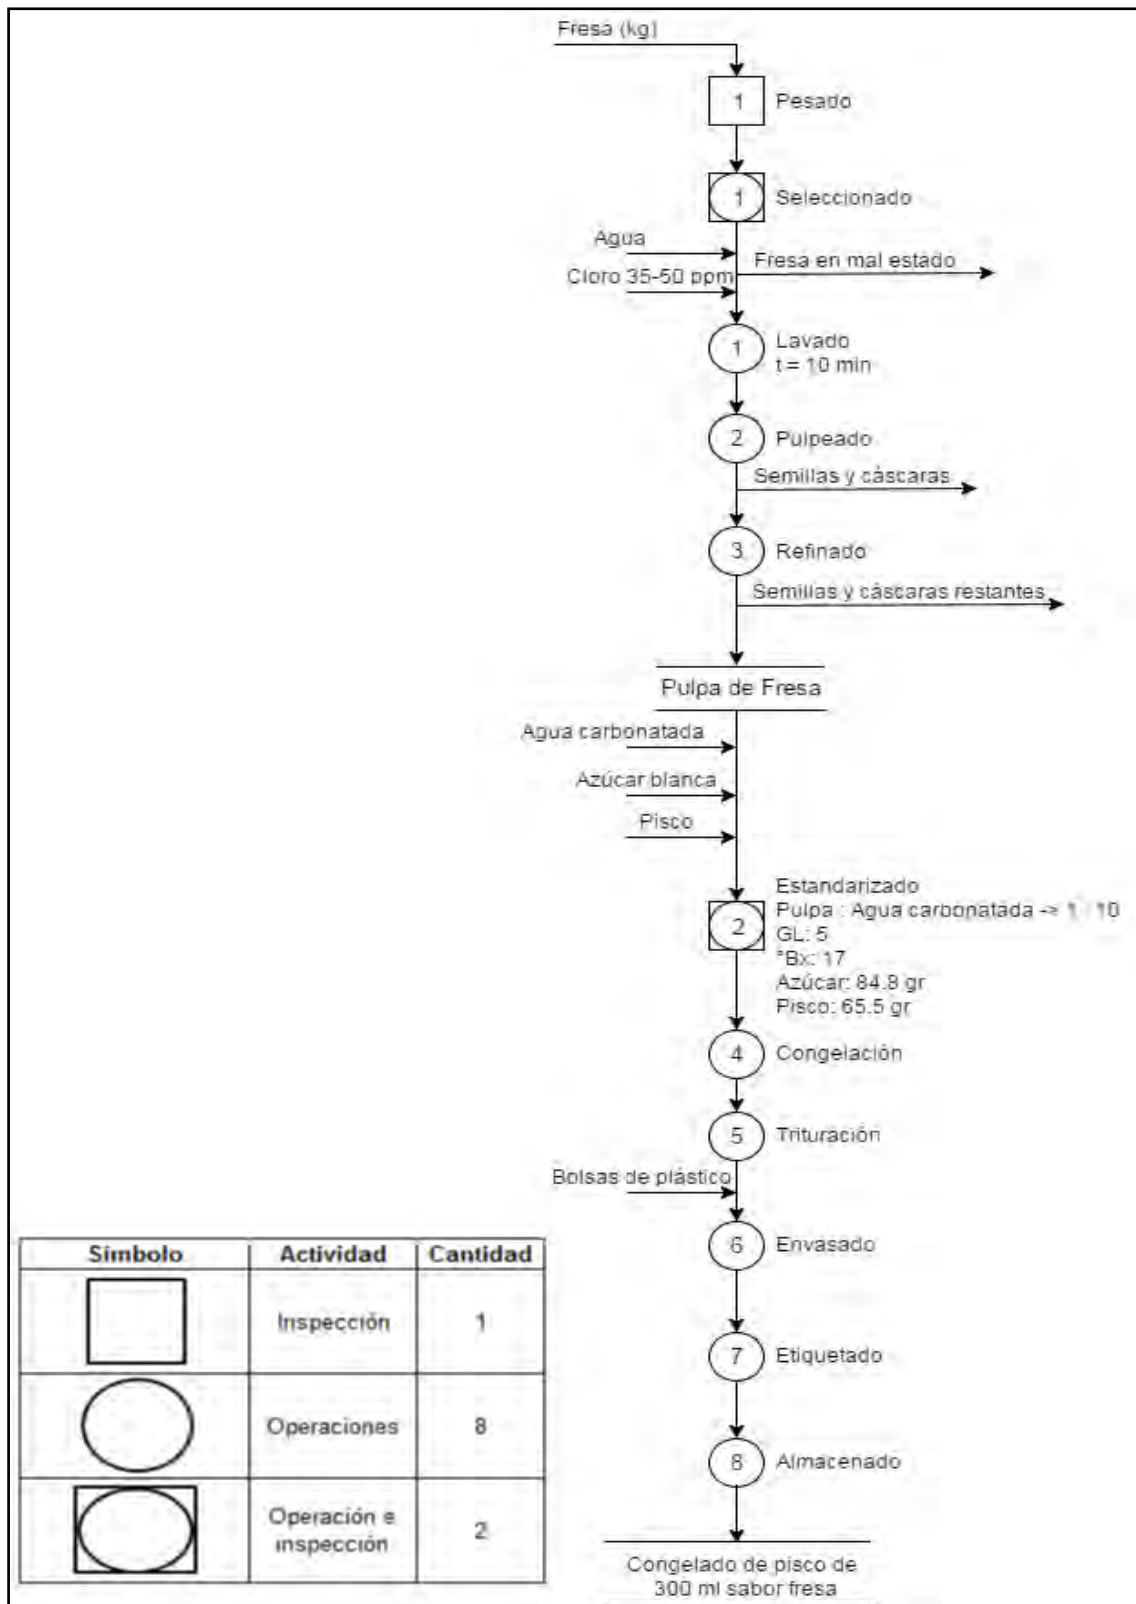 Fresa (kg)
1 Pesado
1 Seleccionado
Agua
Fresa en mal estado
Cloro 35-50 ppm
1 Lavado
t = 10 min
2 Pulpeado
Semillas y cáscaras
3 Refinado
Semillas y cáscaras restantes
Pulpa de Fresa
Agua carbonatada
Azúcar blanca
Pisco
Estandarizado
2 Pulpa : Agua carbonatada -> 1 / 10
GL: 5
°Bx: 17
Azúcar: 84.8 gr
Pisco: 65.5 gr
4 Congelación
5 Trituración
Bolsas de plástico
6 Envasado
7 Etiquetado
8 Almacenado
Congelado de pisco de
300 ml sabor fresa
Símbolo Actividad Cantidad
Inspección 1
Operaciones 8
Operación e
inspección 2